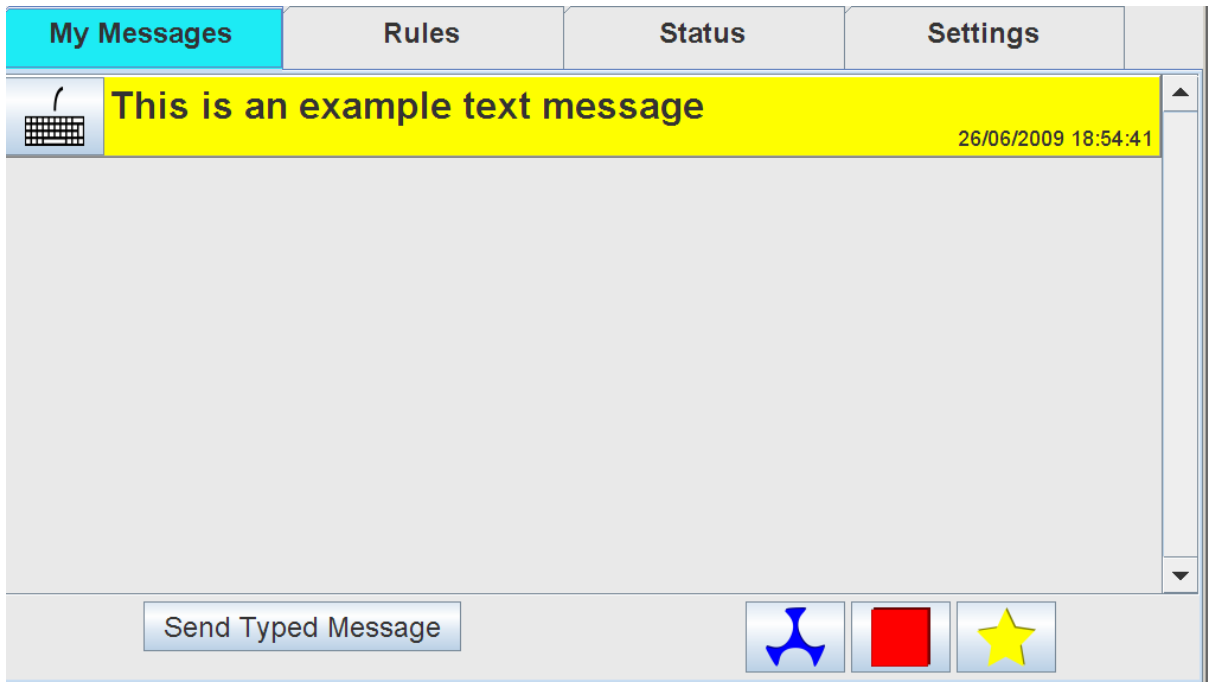 My Messages Rules Status Settings
This is an example text message
26/06/2009 18:54:41
Send Typed Message